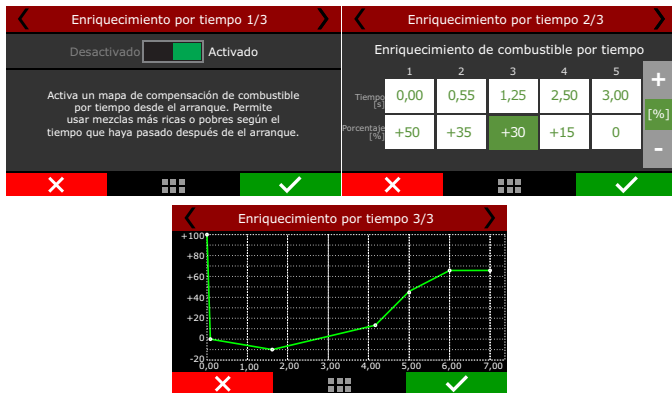 Enriquecimiento por tiempo 1/3
Desactivado Activado
Activa un mapa de compensación de combustible
por tiempo desde el arranque. Permite
usar mezclas más ricas o pobres según el
tiempo que haya pasado después de el arranque.
Enriquecimiento por tiempo 2/3
Enriquecimiento de combustible por tiempo
1 2 3 4 5
Tiempo [s] 0,00 0,55 1,25 2,50 3,00
Porcentaje [%] +50 +35 +30 +15 0
+
[%]
-
Enriquecimiento por tiempo 3/3
+100
+80
+60
+40
+20
0
-20
0,00 1,00 2,00 3,00 4,00 5,00 6,00 7,00